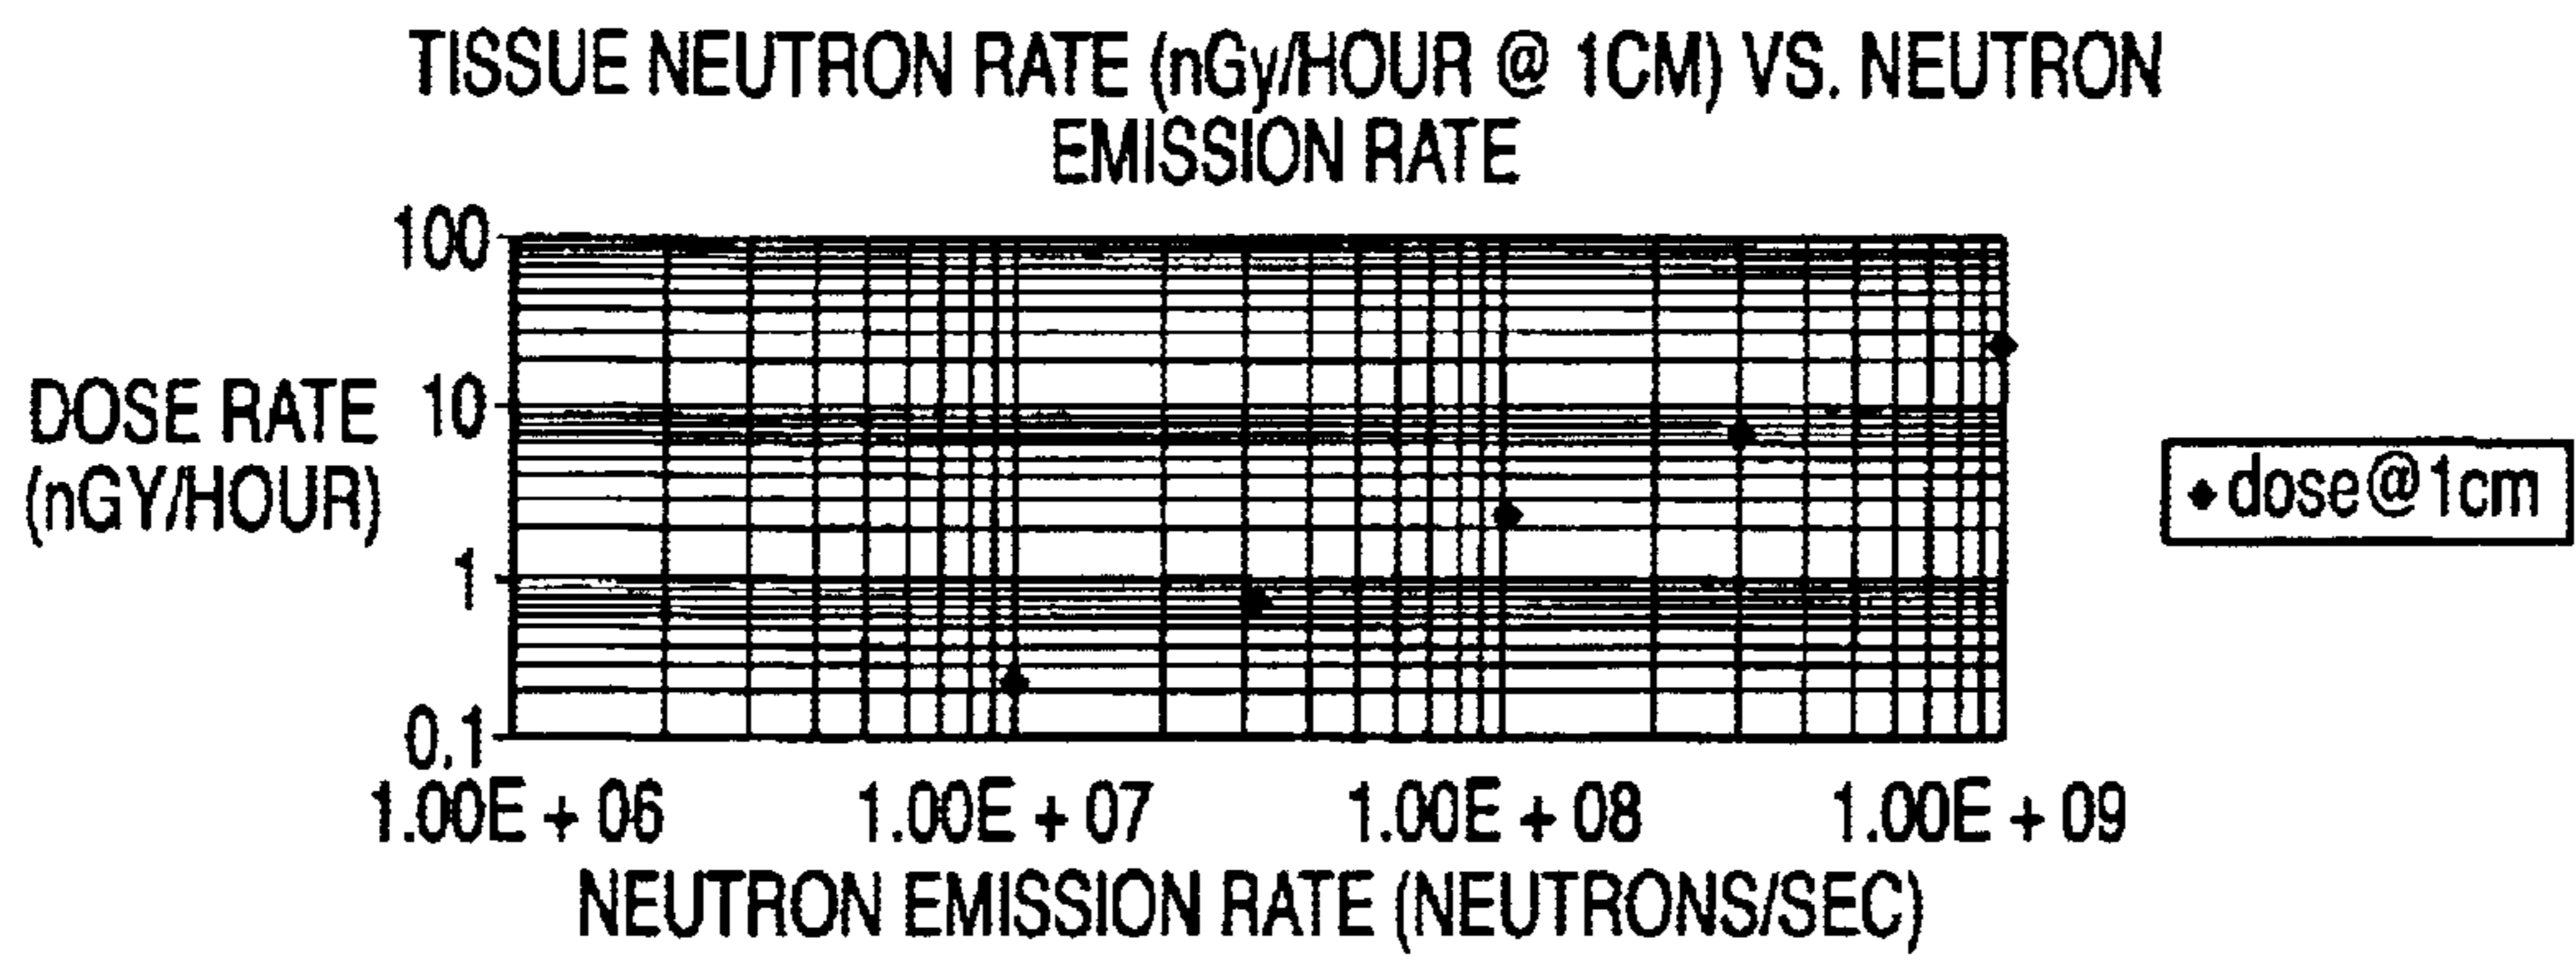 TISSUE NEUTRON RATE (nGy/HOUR @ 1CM) VS. NEUTRON
EMISSION RATE
100
10
1
0.1
DOSE RATE
(nGY/HOUR)
dose@1cm
1.00E + 06 1.00E + 07 1.00E + 08 1.00E + 09
NEUTRON EMISSION RATE (NEUTRONS/SEC)